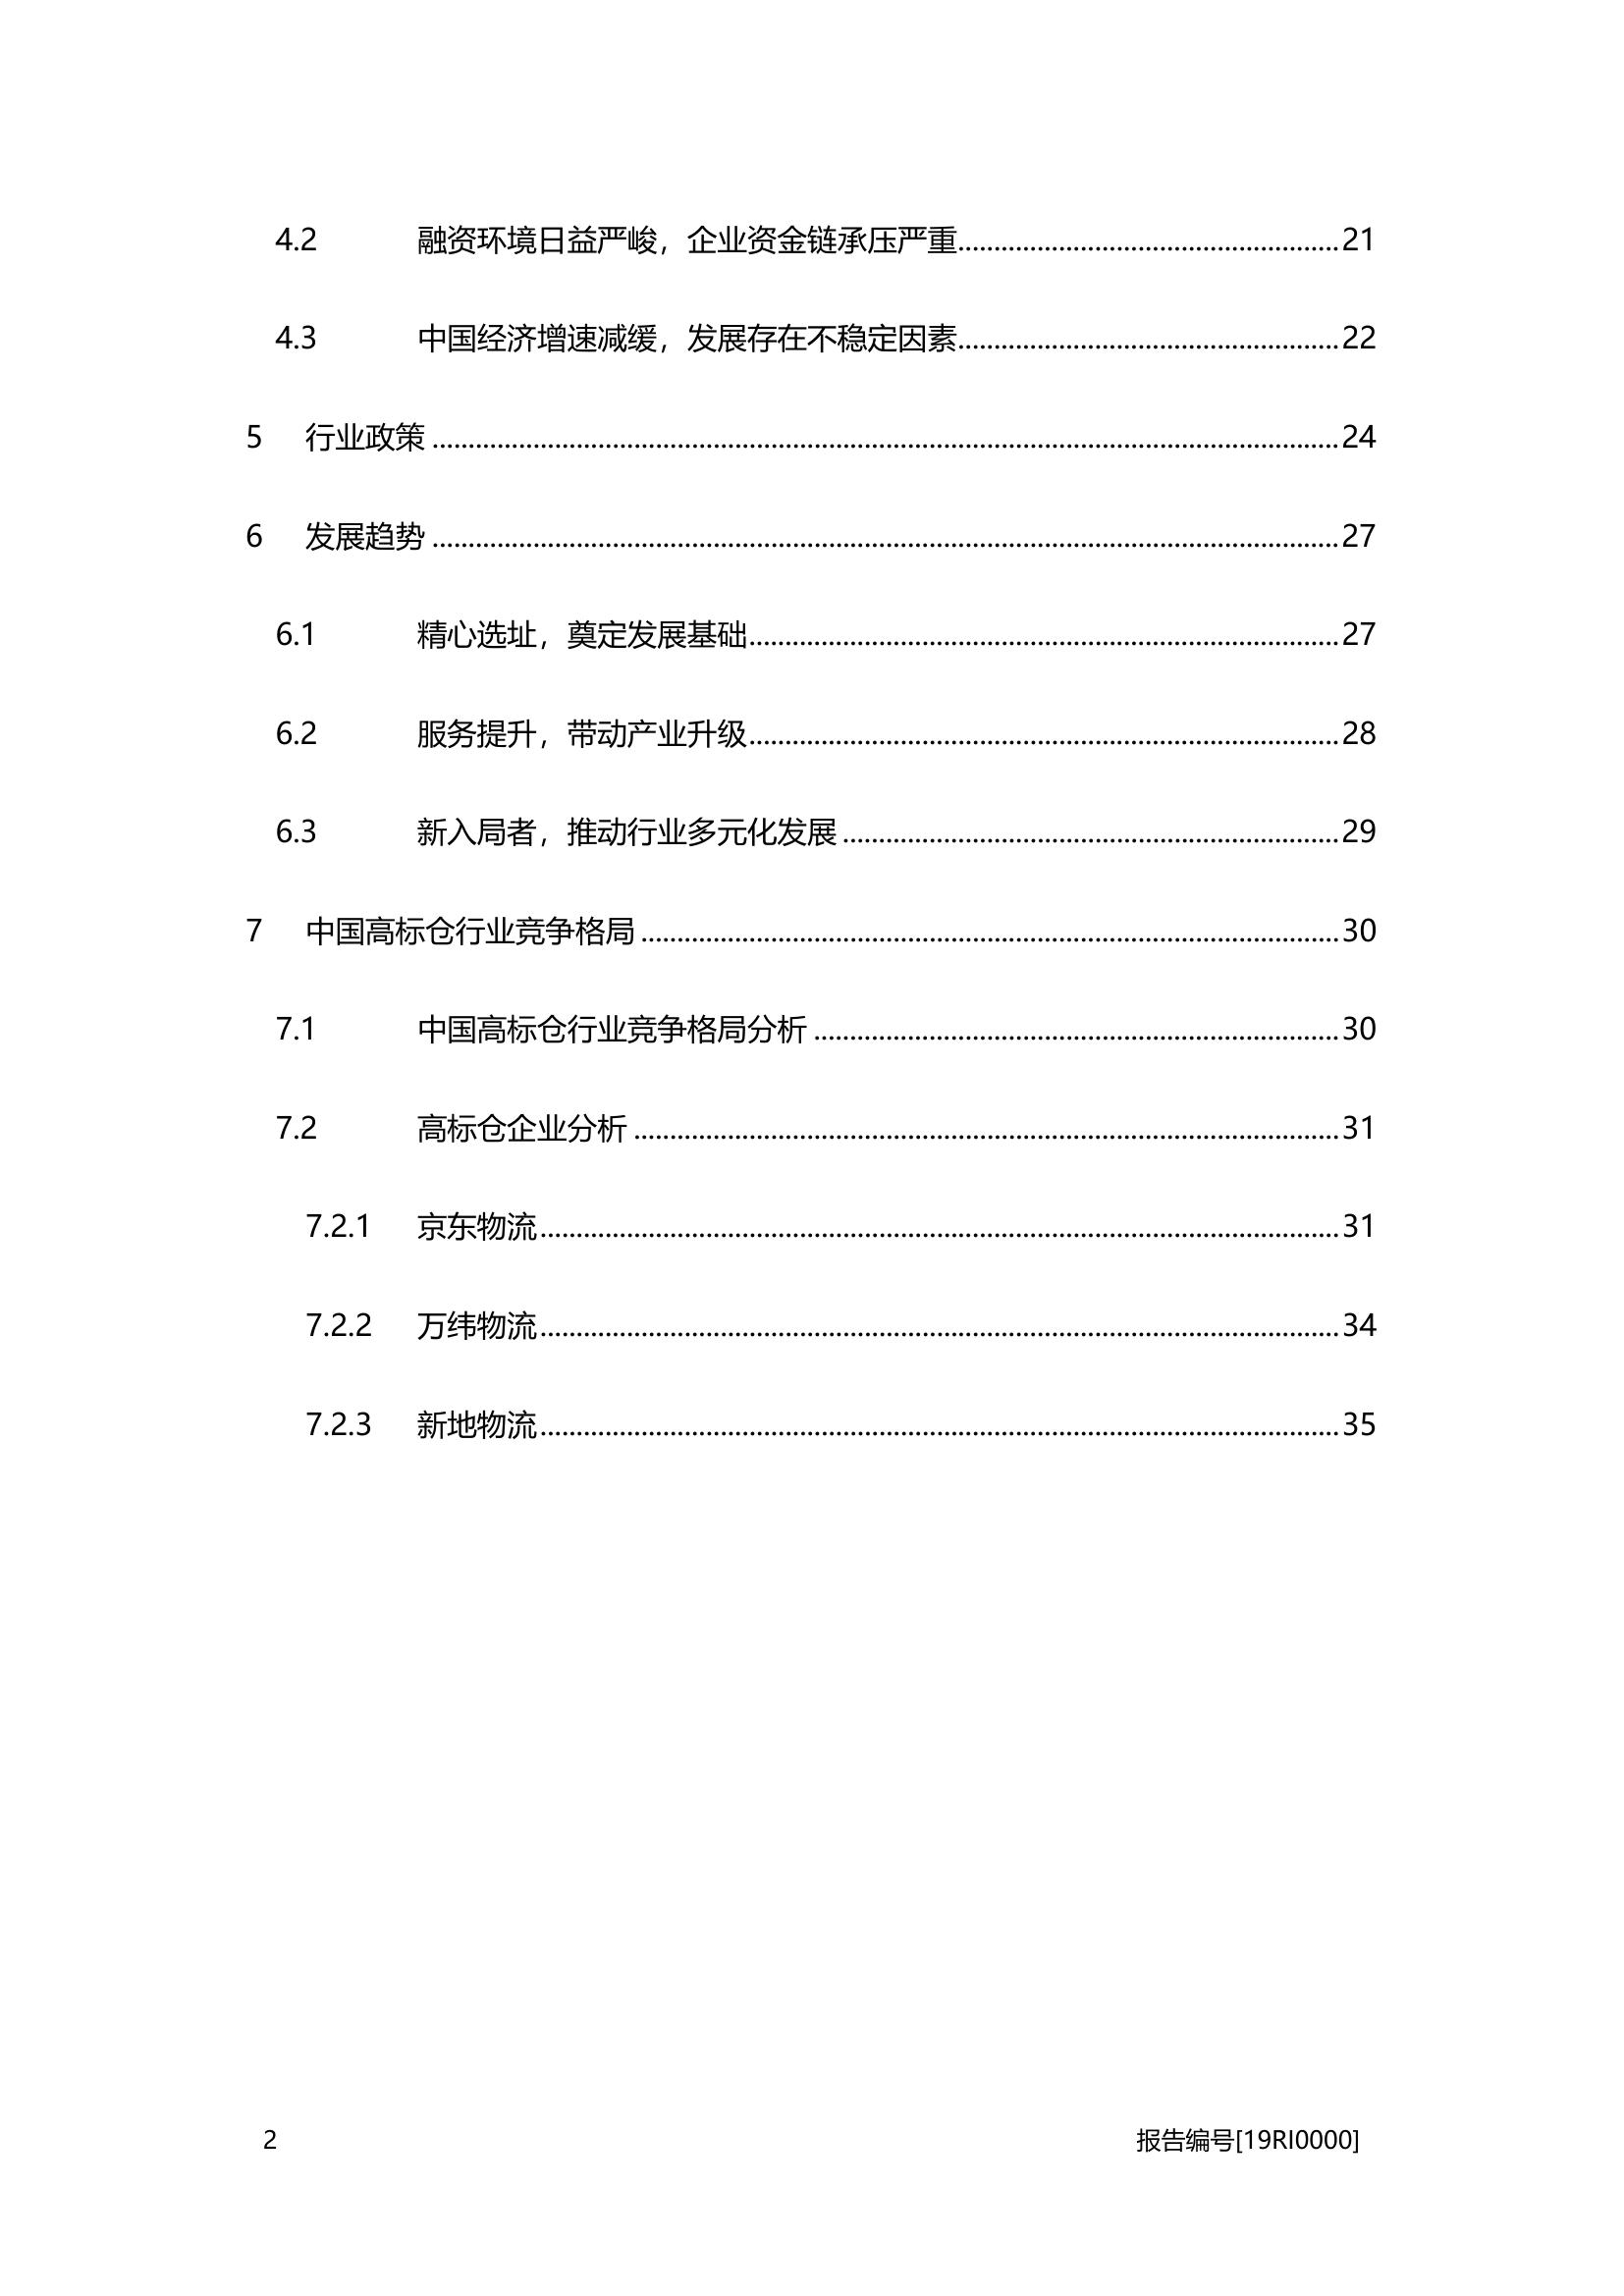 4.2 融资环境日益严峻，企业资金链承压严重........................................21
4.3 中国经济增速减缓，发展存在不稳定因素........................................22
5 行业政策........................................24
6 发展趋势........................................27
6.1 精心选址，奠定发展基础........................................27
6.2 服务提升，带动产业升级........................................28
6.3 新入局者，推动行业多元化发展........................................29
7 中国高标仓行业竞争格局........................................30
7.1 中国高标仓行业竞争格局分析........................................30
7.2 高标仓企业分析........................................31
7.2.1 京东物流........................................31
7.2.2 万纬物流........................................34
7.2.3 新地物流........................................35
2 报告编号[19RI0000]